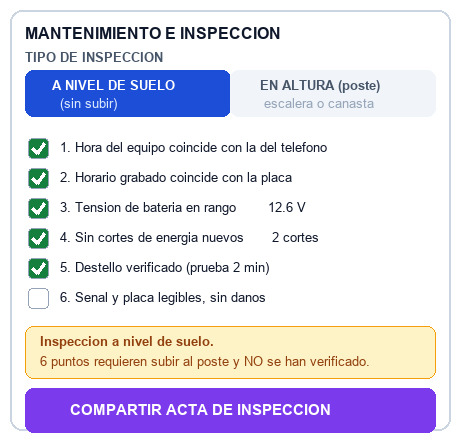 MANTENIMIENTO E INSPECCION
TIPO DE INSPECCION
A NIVEL DE SUELO
(sin subir)
EN ALTURA (poste)
escalera o canasta
1. Hora del equipo coincide con la del telefono
2. Horario grabado coincide con la placa
3. Tension de bateria en rango 12.6 V
4. Sin cortes de energia nuevos 2 cortes
5. Destello verificado (prueba 2 min)
6. Senal y placa legibles, sin danos
Inspeccion a nivel de suelo.
6 puntos requieren subir al poste y NO se han verificado.
COMPARTIR ACTA DE INSPECCION